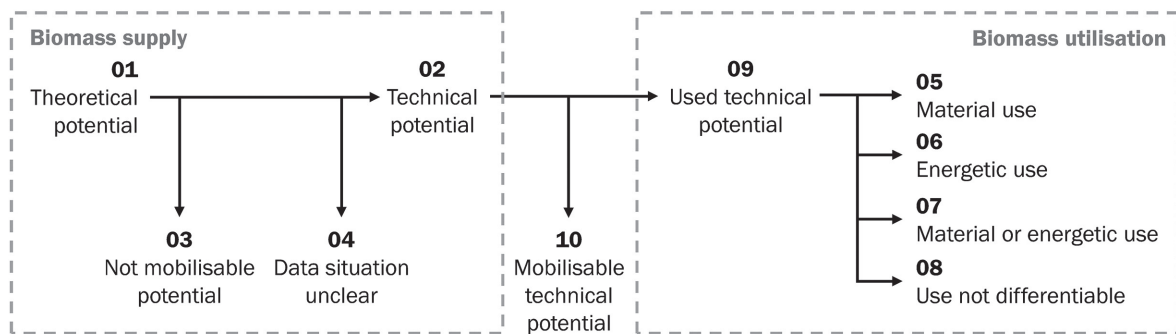 Biomass supply
Biomass utilisation
01
Theoretical
potential
02
Technical
potential
03
Not mobilisable
potential
04
Data situation
unclear
10
Mobilisable
technical
potential
09
Used technical
potential
05
Material use
06
Energetic use
07
Material or energetic use
08
Use not differentiable